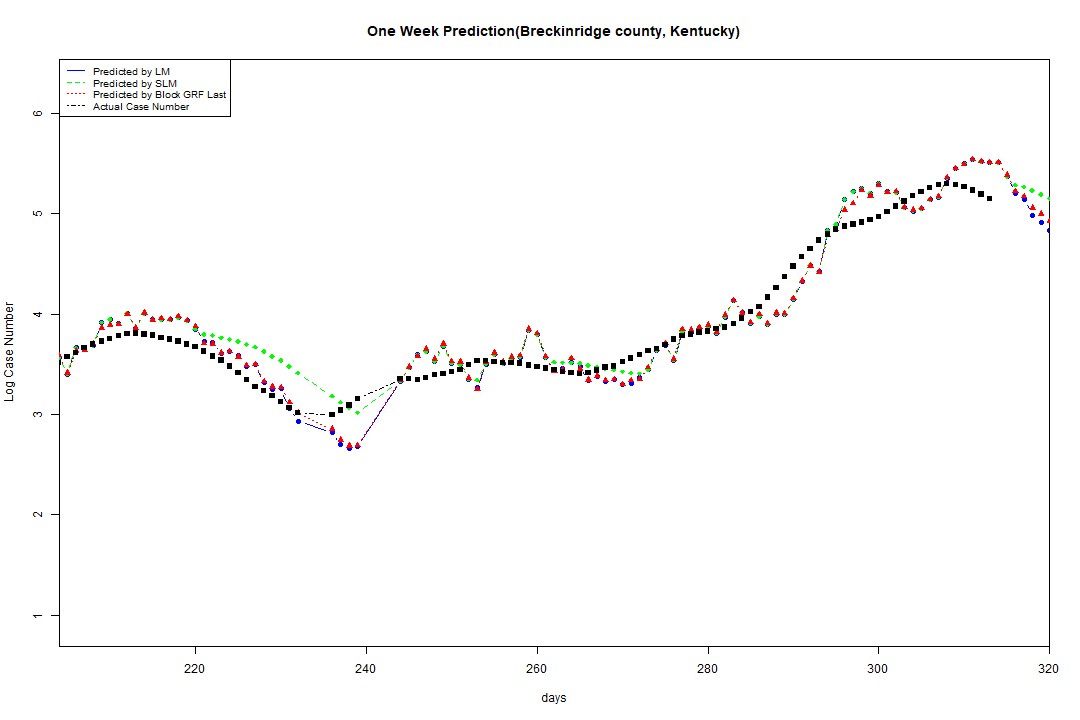 One Week Prediction(Breckinridge county, Kentucky)
Predicted by LM
Predicted by SLM
Predicted by Block GRF Last
Actual Case Number
Log Case Number
6
5
4
3
2
1
220 240 260 280 300 320
days